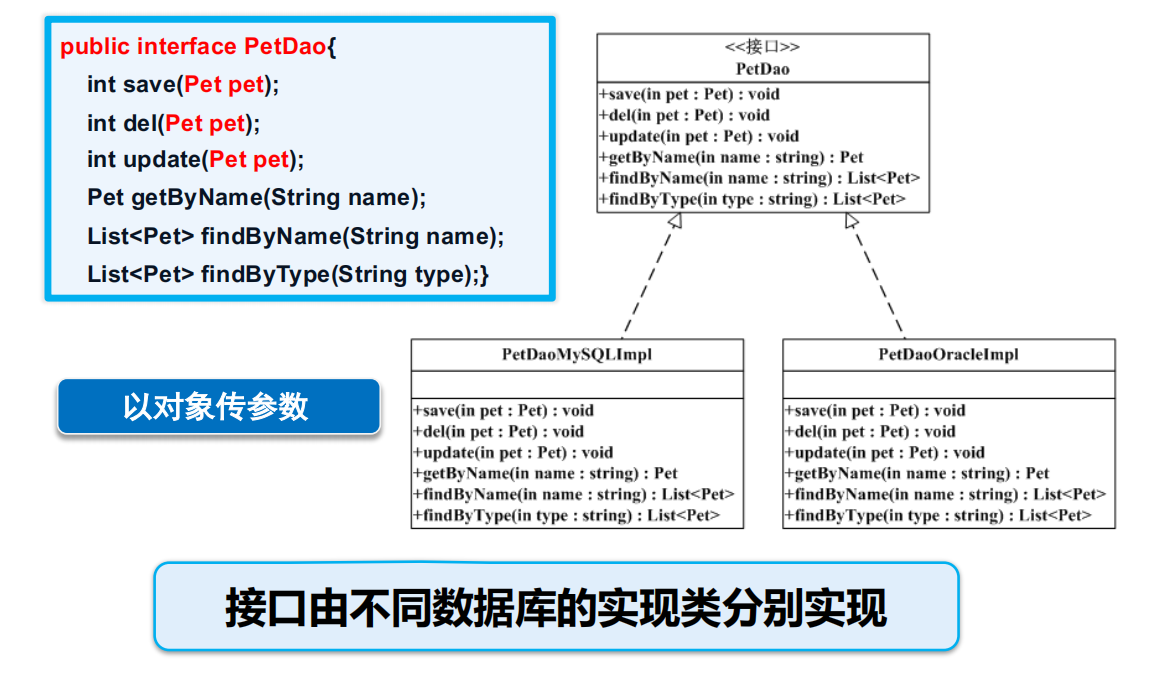 public interface PetDao{
int save(Pet pet);
int del(Pet pet);
int update(Pet pet);
Pet getByName(String name);
List<Pet> findByName(String name);
List<Pet> findByType(String type);}
<<接口>>
PetDao
+save(in pet : Pet) : void
+del(in pet : Pet) : void
+update(in pet : Pet) : void
+getByName(in name : string) : Pet
+findByName(in name : string) : List<Pet>
+findByType(in type : string) : List<Pet>
以对象传参数
PetDaoMySQLImpl
+save(in pet : Pet) : void
+del(in pet : Pet) : void
+update(in pet : Pet) : void
+getByName(in name : string) : Pet
+findByName(in name : string) : List<Pet>
+findByType(in type : string) : List<Pet>
PetDaoOracleImpl
+save(in pet : Pet) : void
+del(in pet : Pet) : void
+update(in pet : Pet) : void
+getByName(in name : string) : Pet
+findByName(in name : string) : List<Pet>
+findByType(in type : string) : List<Pet>
接口由不同数据库的实现类分别实现